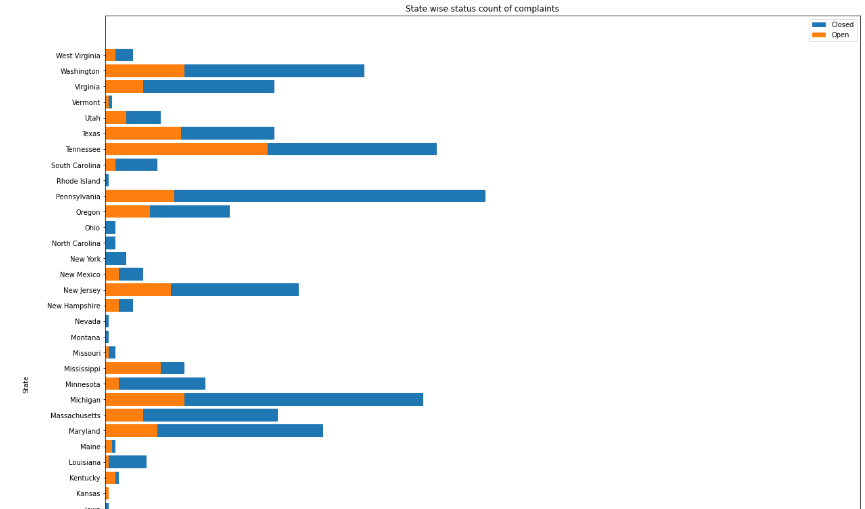 State wise status count of complaints
Closed
Open
West Virginia
Washington
Virginia
Vermont
Utah
Texas
Tennessee
South Carolina
Rhode Island
Pennsylvania
Oregon
Ohio
North Carolina
New York
New Mexico
New Jersey
New Hampshire
Nevada
Montana
Missouri
Mississippi
Minnesota
Michigan
Massachusetts
Maryland
Maine
Louisiana
Kentucky
Kansas
State